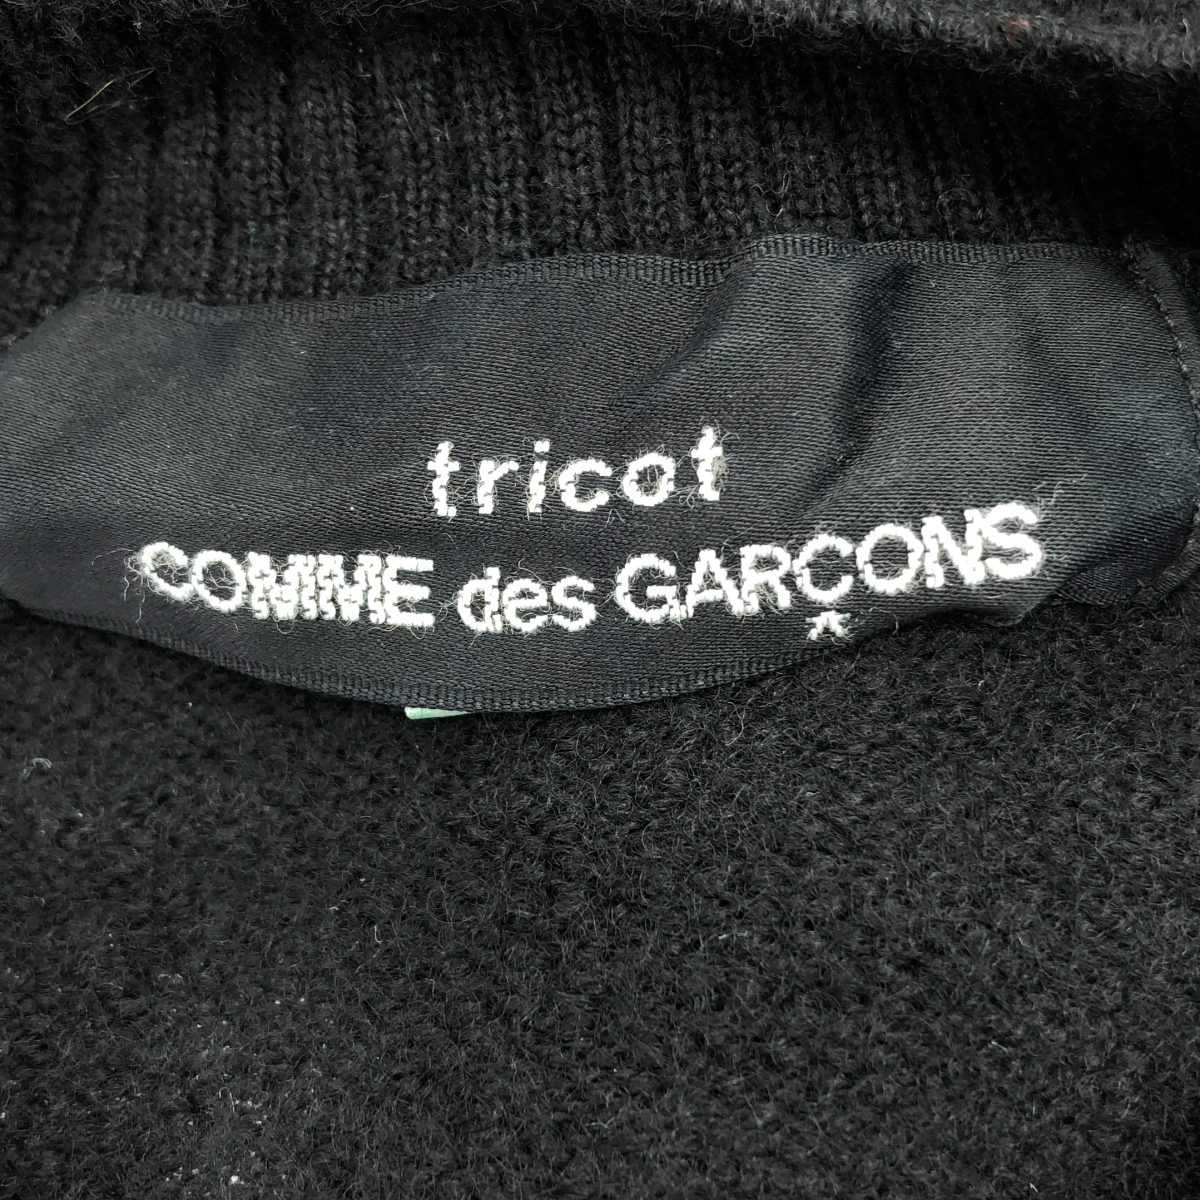 tricot
COMME des GARÇONS
*